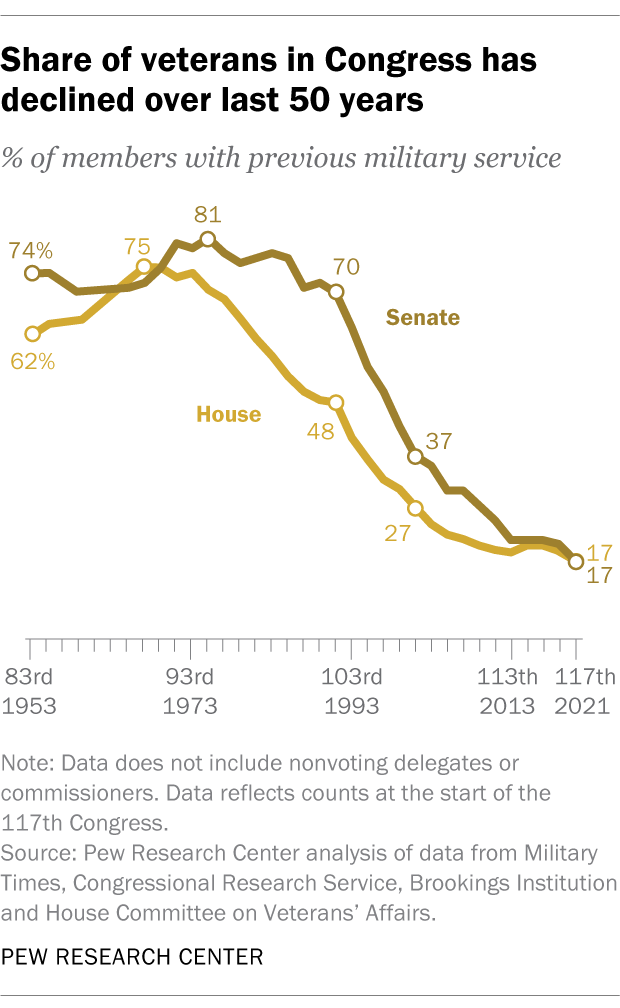 Share of veterans in Congress has
declined over last 50 years
% of members with previous military service
81
74%
75
70
Senate
62%
House
48
37
27
17
17
83rd 93rd 103rd 113th 117th
1953 1973 1993 2013 2021
Note: Data does not include nonvoting delegates or
commissioners. Data reflects counts at the start of the
117th Congress.
Source: Pew Research Center analysis of data from Military
Times, Congressional Research Service, Brookings Institution
and House Committee on Veterans’ Affairs.
PEW RESEARCH CENTER